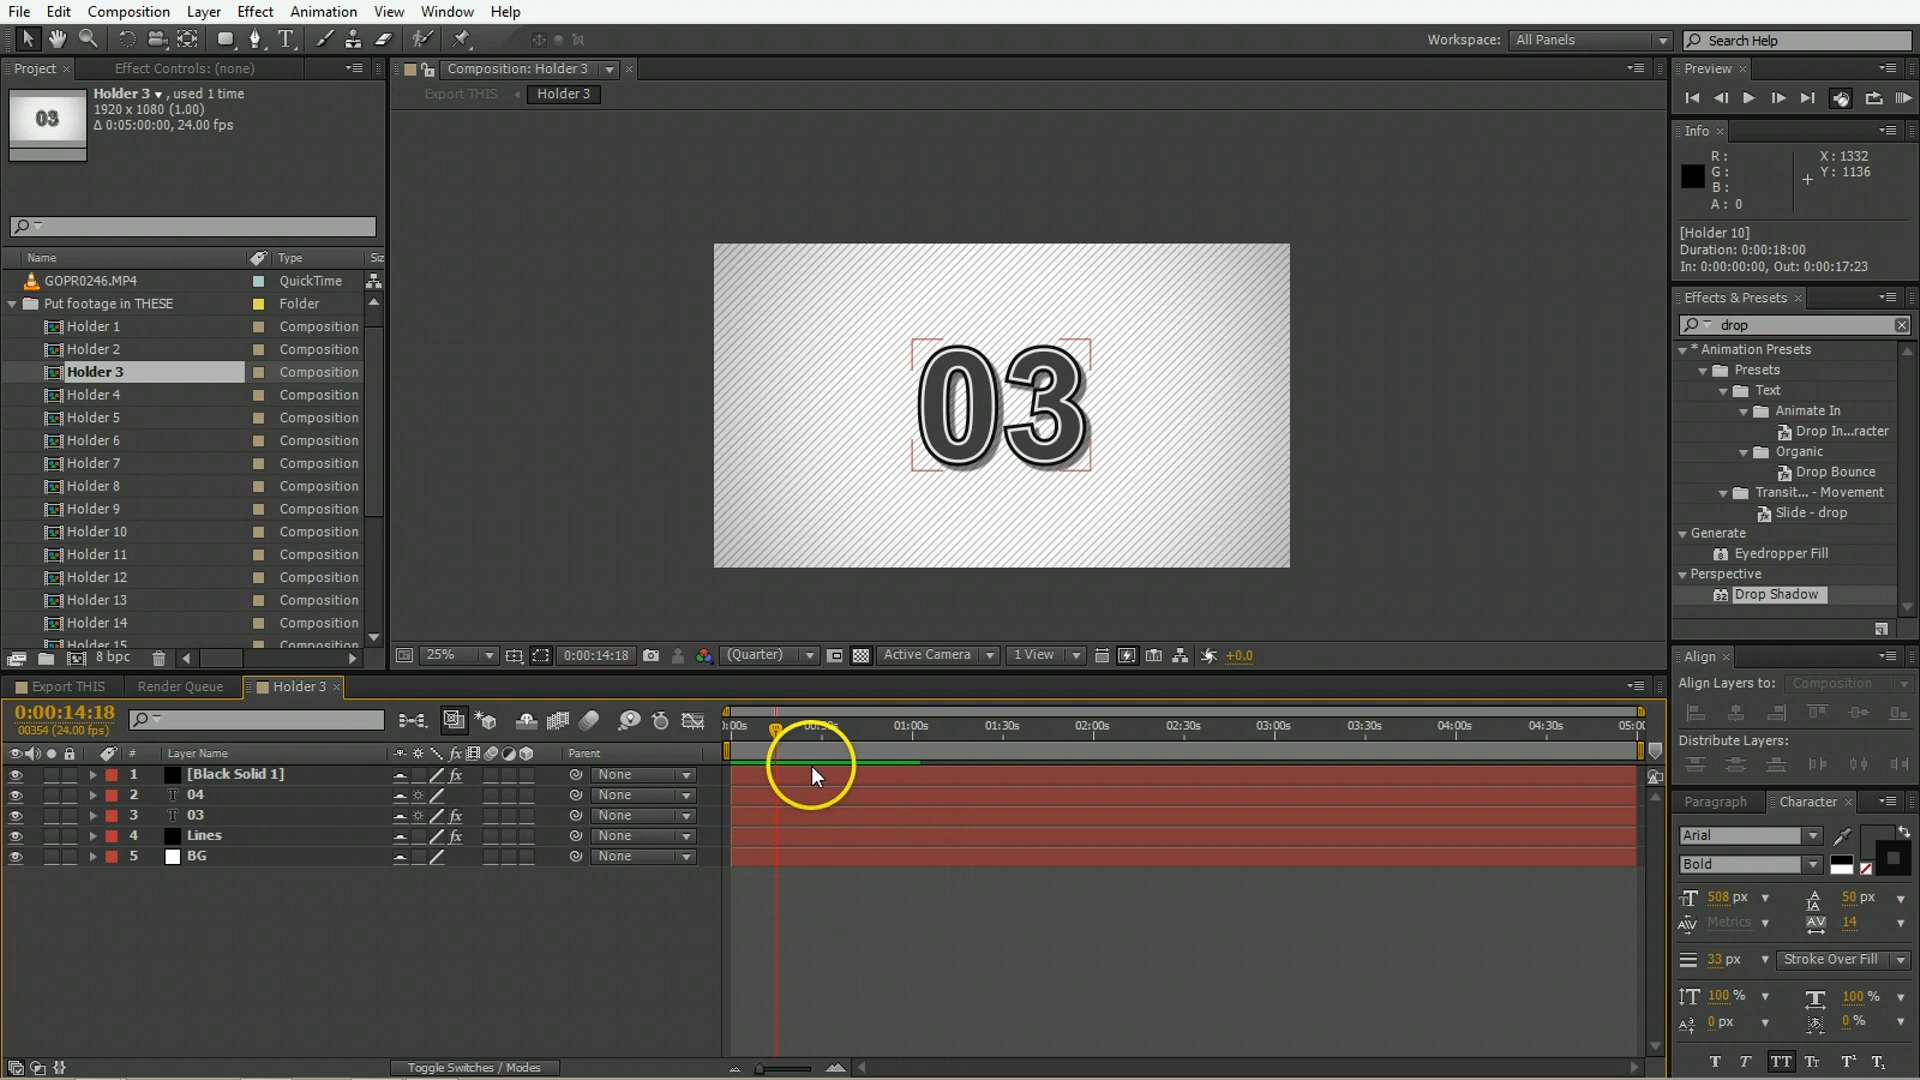 File Edit Composition Layer Effect Animation View Window Help
Workspace: All Panels Search Help
Project Effect Controls: (none)
Composition: Holder 3
Export THIS Holder 3
Holder 3 , used 1 time
1920 x 1080 (1.00)
Δ 0:05:00:00, 24.00 fps
03
Name Type Siz
GOPR0246.MP4 QuickTime
Put footage in THESE Folder
Holder 1 Composition
Holder 2 Composition
Holder 3 Composition
Holder 4 Composition
Holder 5 Composition
Holder 6 Composition
Holder 7 Composition
Holder 8 Composition
Holder 9 Composition
Holder 10 Composition
Holder 11 Composition
Holder 12 Composition
Holder 13 Composition
Holder 14 Composition
Holder 15 Composition
8 bpc
03
25% 0:00:14:18 (Quarter) Active Camera 1 View +0.0
Preview
Info
R: X: 1332
G: Y: 1136
B:
A: 0
[Holder 10]
Duration: 0:00:18:00
In: 0:00:00:00, Out: 0:00:17:23
Effects & Presets
drop
* Animation Presets
Presets
Text
Animate In
Drop In...racter
Organic
Drop Bounce
Transit... - Movement
Slide - drop
Generate
Eyedropper Fill
Perspective
Drop Shadow
Align
Align Layers to: Composition
Distribute Layers:
Paragraph Character
Arial
Bold
508 px 50 px
Metrics 14
33 px Stroke Over Fill
100 % 100 %
0 px 0 %
Export THIS Render Queue Holder 3
0:00:14:18
00354 (24.00 fps)
# Layer Name Parent
1 [Black Solid 1] None
2 04 None
3 03 None
4 Lines None
5 BG None
:00s 00:30s 01:00s 01:30s 02:00s 02:30s 03:00s 03:30s 04:00s 04:30s 05:00
Toggle Switches / Modes